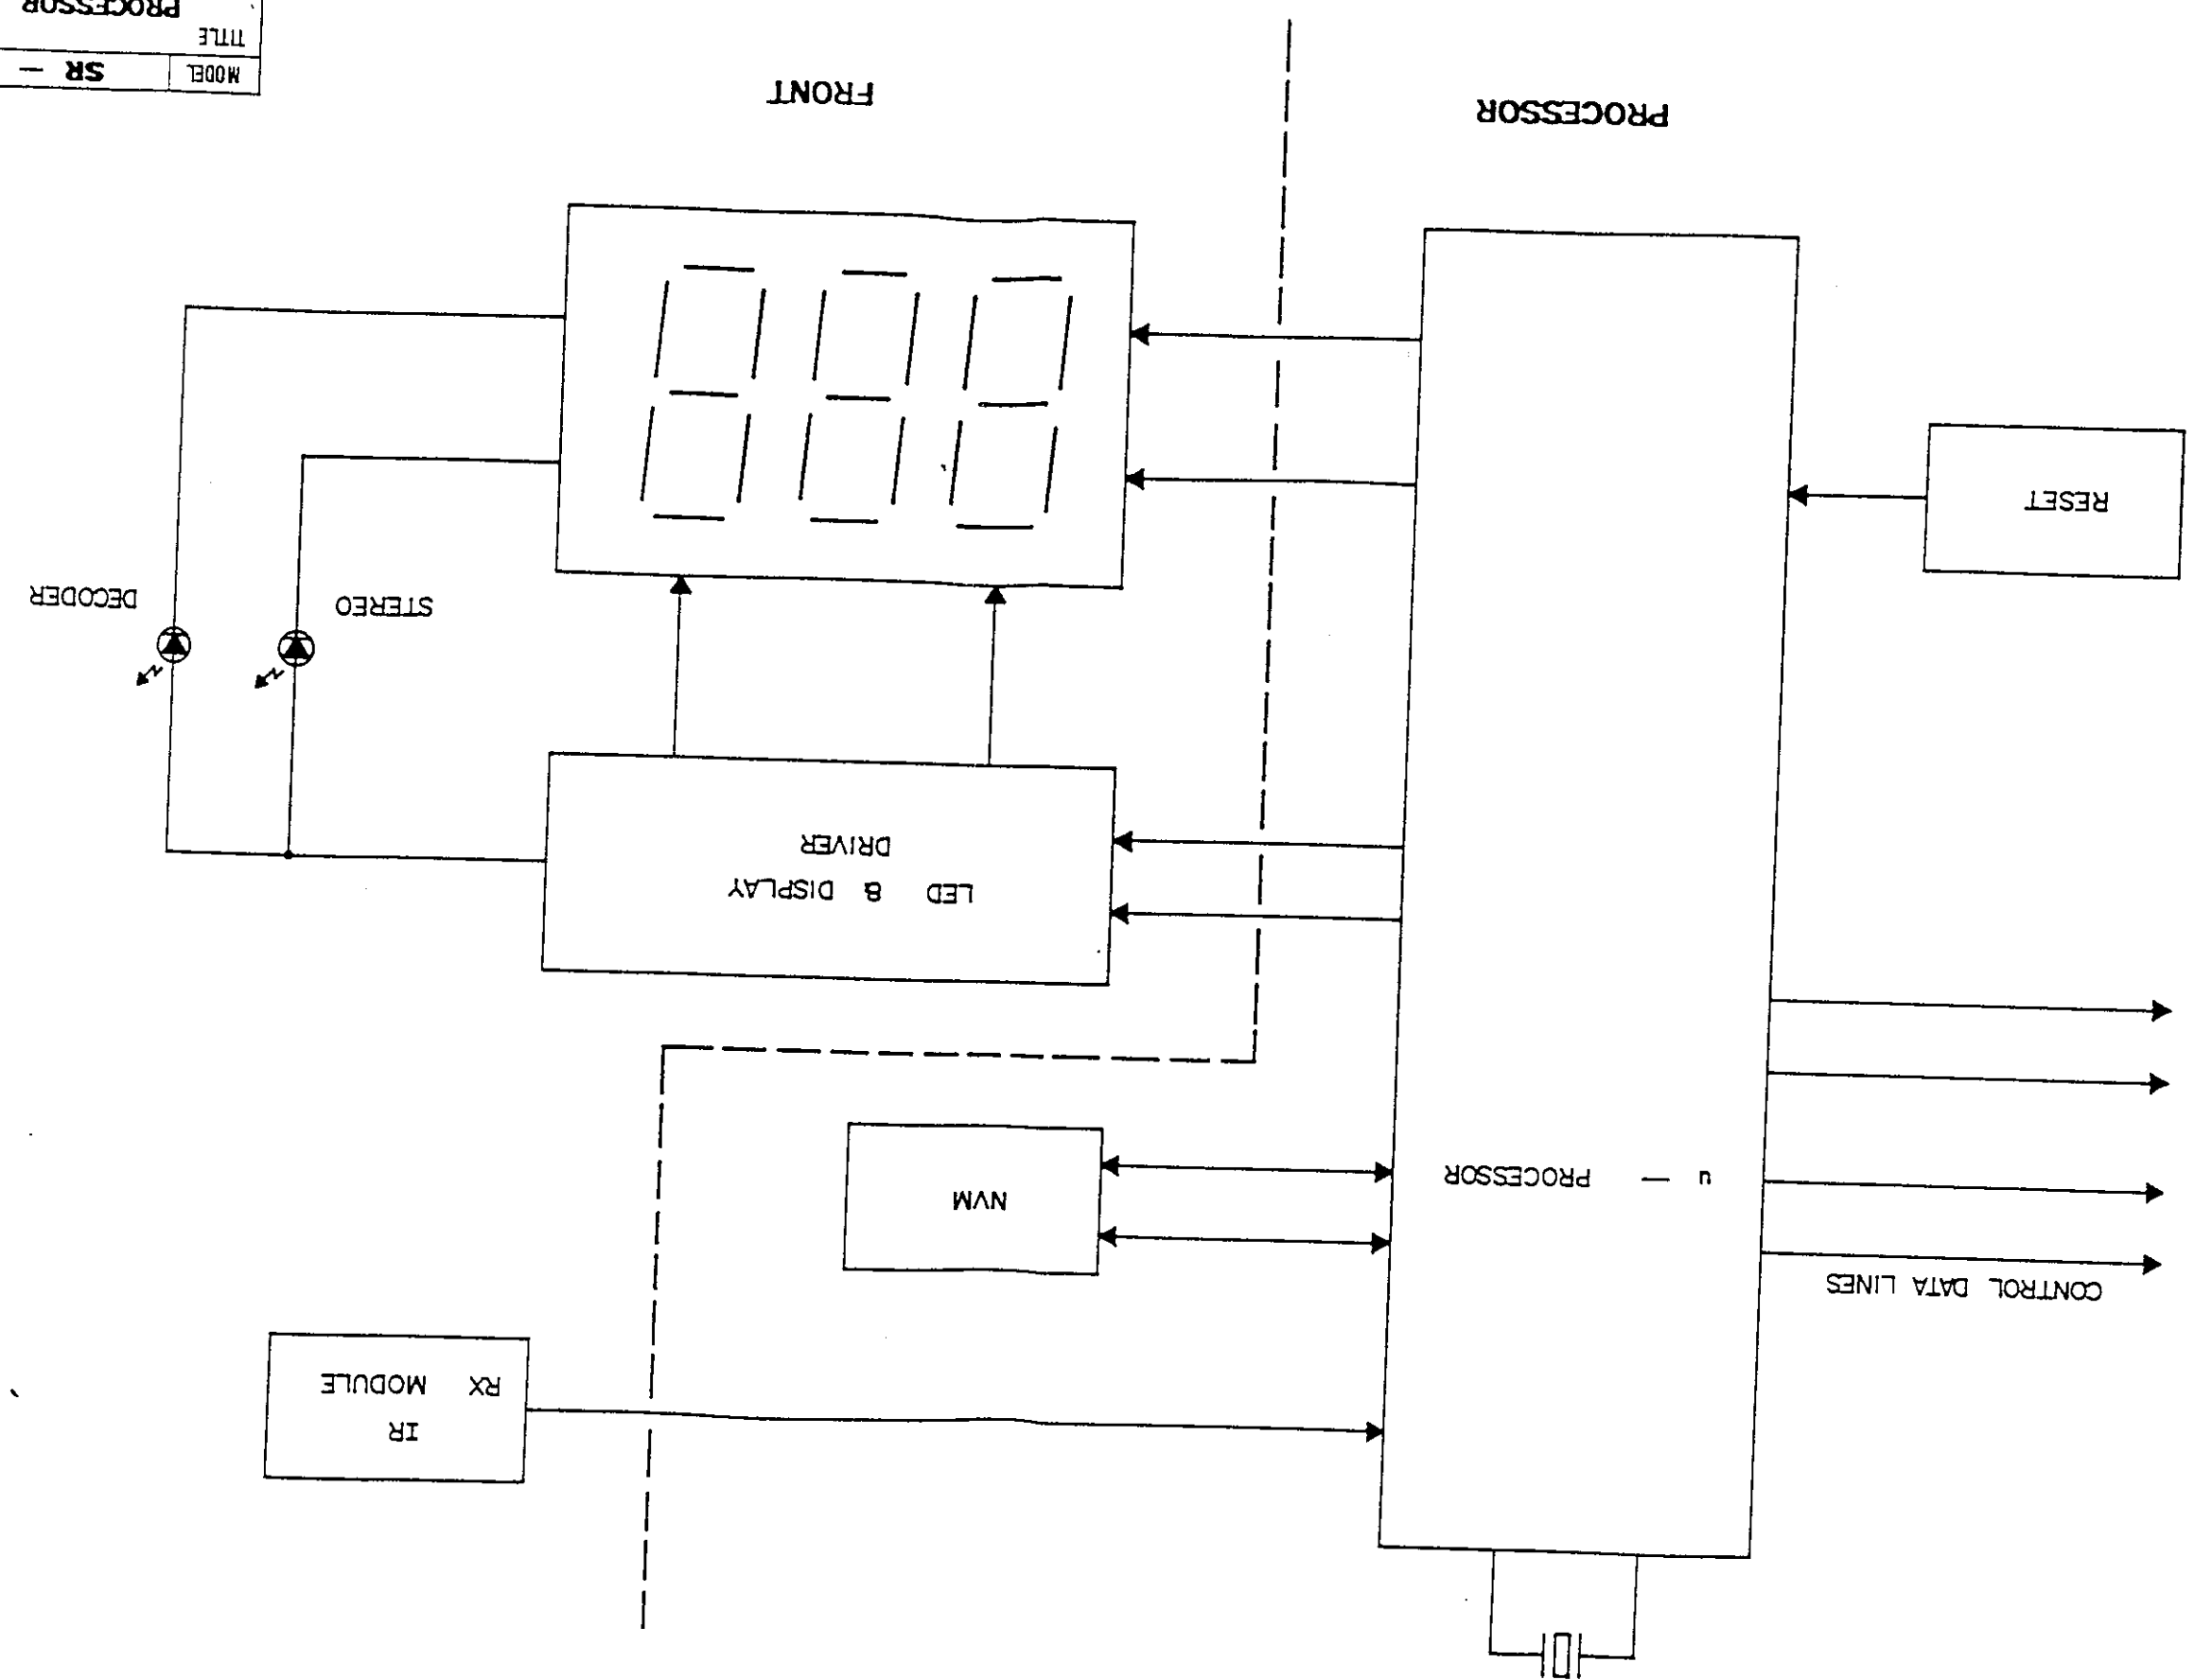 CONTROL DATA LINES
u — PROCESSOR
IR
RX MODULE
NVM
LED & DISPLAY
DRIVER
STEREO
DECODER
RESET
PROCESSOR
FRONT
MODEL SR -
TITLE
PROCESSOR